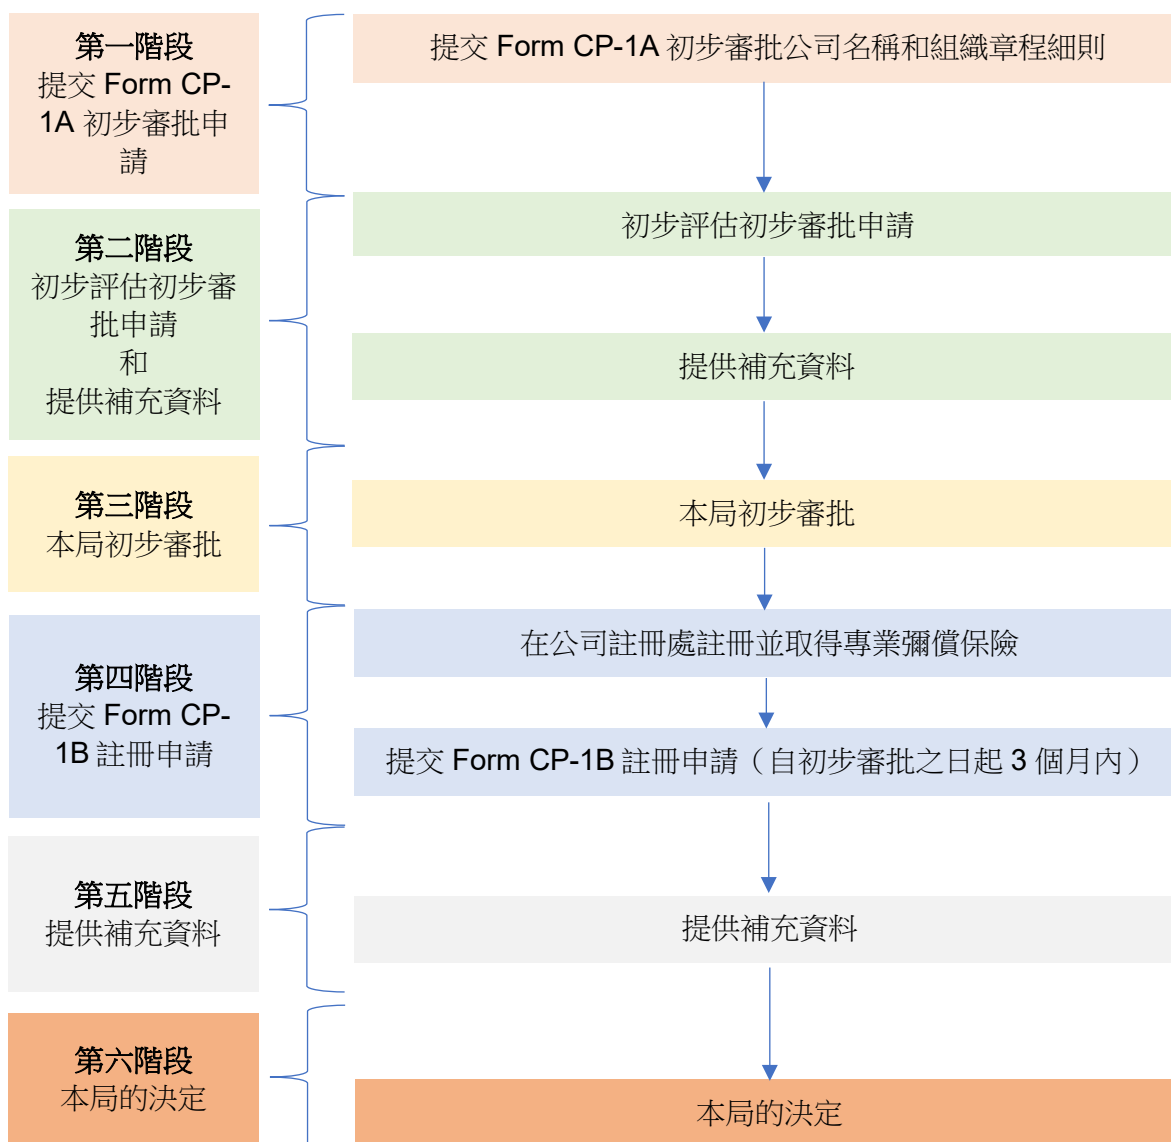 第一階段
提交 Form CP-
1A 初步審批申
請
提交 Form CP-1A 初步審批公司名稱和組織章程細則
第二階段
初步評估初步審
批申請
和
提供補充資料
初步評估初步審批申請
提供補充資料
第三階段
本局初步審批
本局初步審批
第四階段
提交 Form CP-
1B 註冊申請
在公司註冊處註冊並取得專業彌償保險
提交 Form CP-1B 註冊申請（自初步審批之日起 3 個月內）
第五階段
提供補充資料
提供補充資料
第六階段
本局的決定
本局的決定